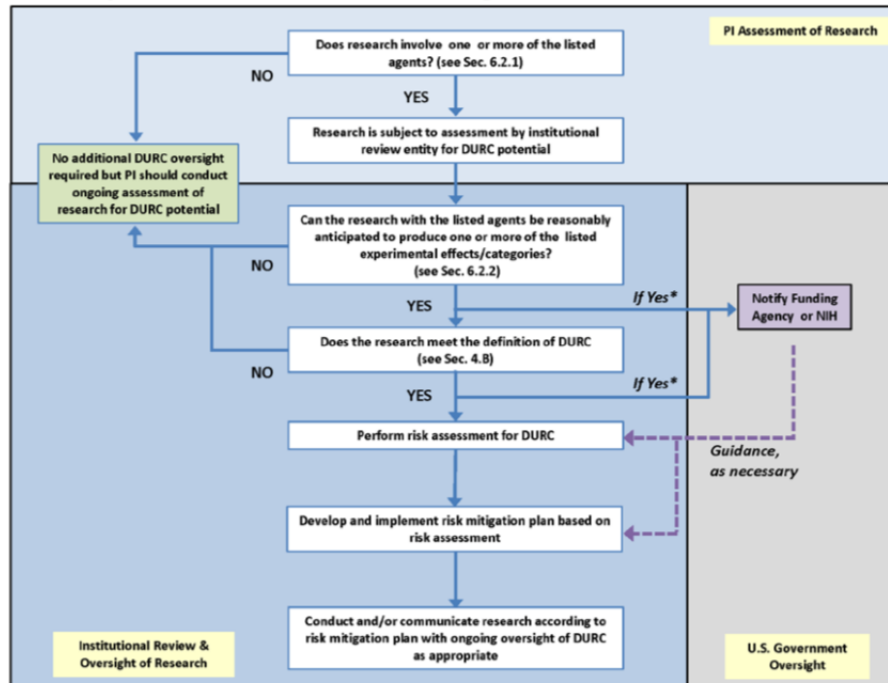 PI Assessment of Research
Does research involve one or more of the listed
agents? (see Sec. 6.2.1)
NO
YES
Research is subject to assessment by institutional
review entity for DURC potential
No additional DURC oversight
required but PI should conduct
ongoing assessment of
research for DURC potential
Can the research with the listed agents be reasonably
anticipated to produce one or more of the listed
experimental effects/categories?
(see Sec. 6.2.2)
NO
YES
If Yes*
Notify Funding
Agency or NIH
Does the research meet the definition of DURC
(see Sec. 4.B)
NO
YES
If Yes*
Perform risk assessment for DURC
Guidance,
as necessary
Develop and implement risk mitigation plan based on
risk assessment
Conduct and/or communicate research according to
risk mitigation plan with ongoing oversight of DURC
as appropriate
Institutional Review &
Oversight of Research
U.S. Government
Oversight